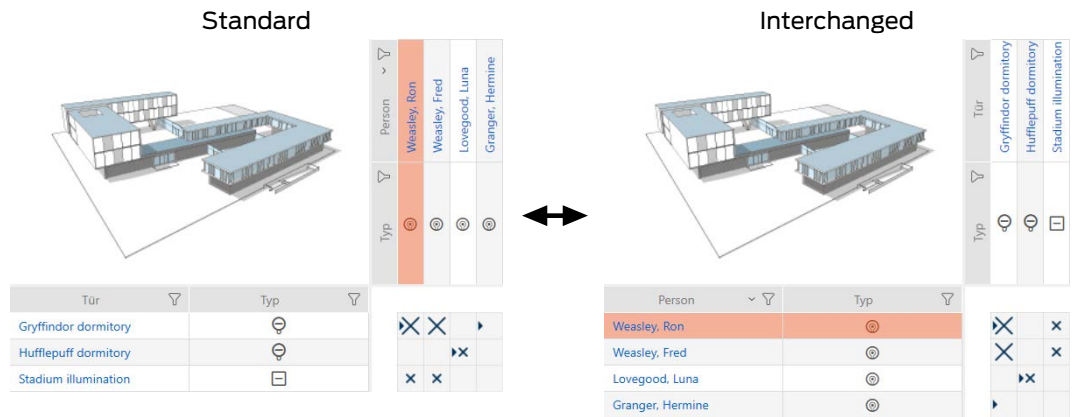 Standard
Interchanged
Person
Weasley, Ron
Weasley, Fred
Lovegood, Luna
Granger, Hermine
Typ
Tür
Typ
Gryffindor dormitory
Hufflepuff dormitory
Stadium illumination
Tür
Gryffindor dormitory
Hufflepuff dormitory
Stadium illumination
Typ
Person
Typ
Weasley, Ron
Weasley, Fred
Lovegood, Luna
Granger, Hermine